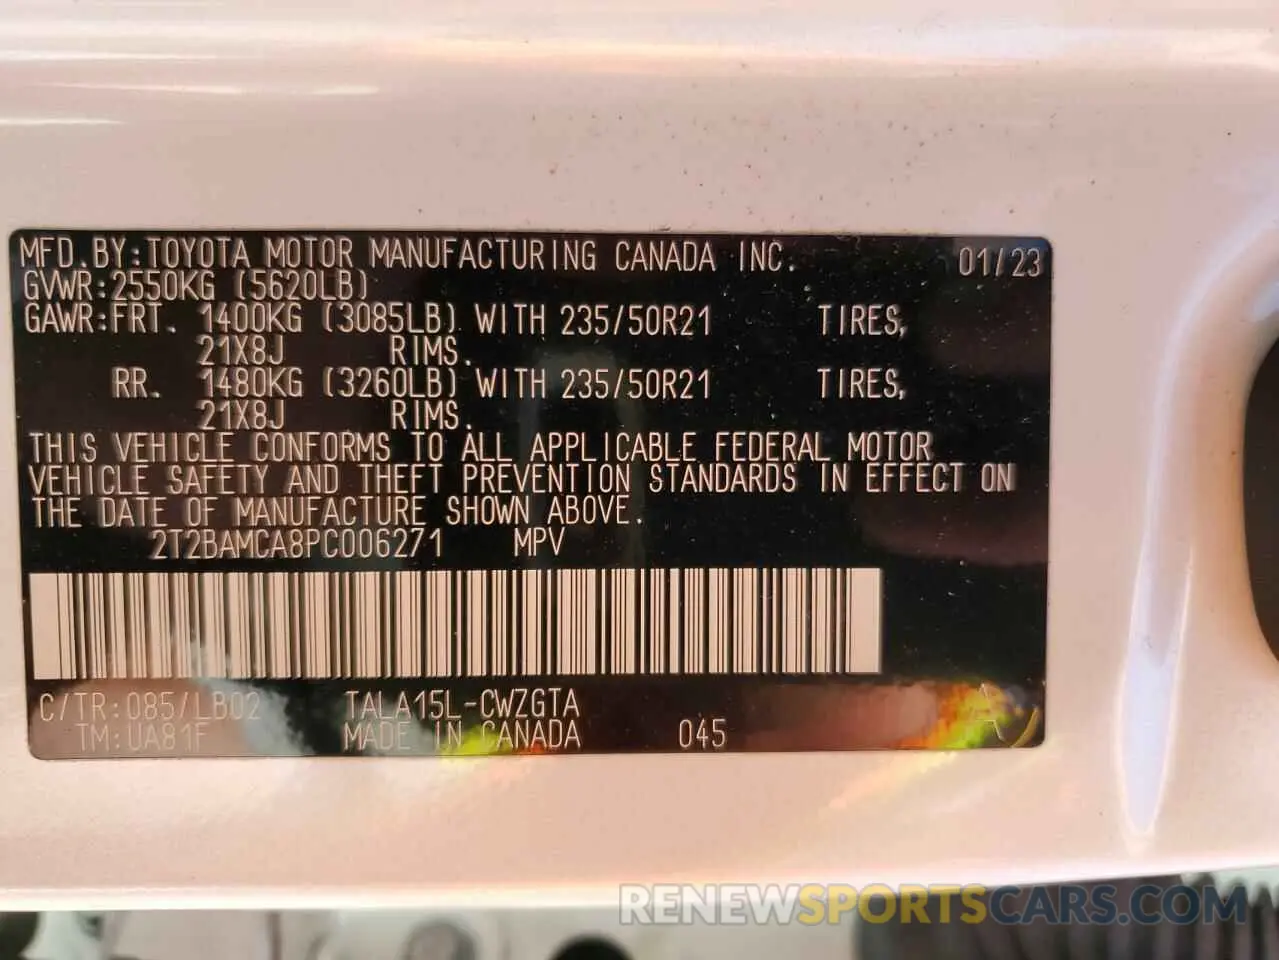 MFD.BY:TOYOTA MOTOR MANUFACTURING CANADA INC. 01/23
GVWR:2550KG (5620LB)
GAWR:FRT. 1400KG (3085LB) WITH 235/50R21 TIRES,
21X8J RIMS.
RR. 1480KG (3260LB) WITH 235/50R21 TIRES,
21X8J RIMS.
THIS VEHICLE CONFORMS TO ALL APPLICABLE FEDERAL MOTOR
VEHICLE SAFETY AND THEFT PREVENTION STANDARDS IN EFFECT ON
THE DATE OF MANUFACTURE SHOWN ABOVE.
2T2BAMCA8PC006271 MPV
C/TR:085/LB02 TALA15L-CWZGTA A
TM:UA81F MADE IN CANADA 045
RENEWSPORTSCARS.COM